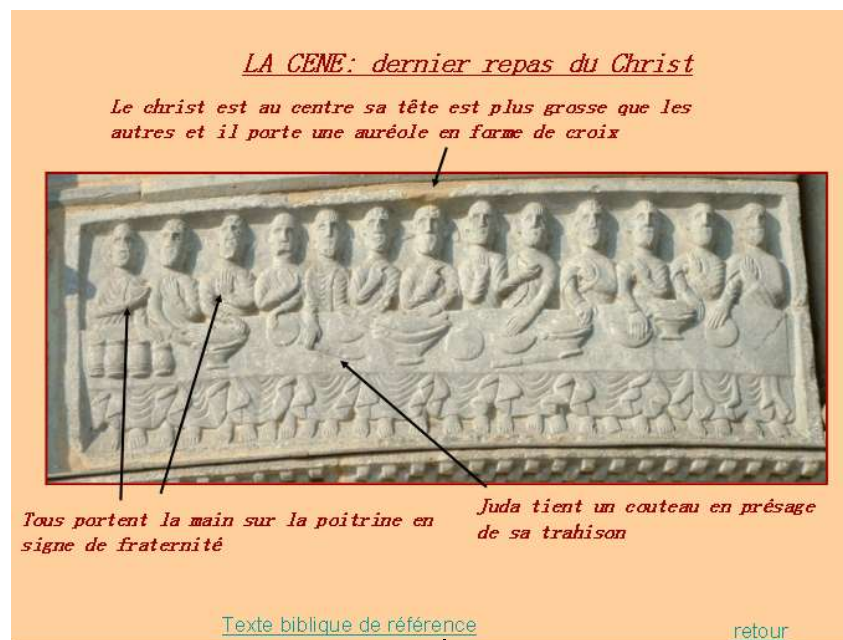 LA CENE: dernier repas du Christ
Le christ est au centre sa tête est plus grosse que les
autres et il porte une auréole en forme de croix
Tous portent la main sur la poitrine en
signe de fraternité
Juda tient un couteau en présage
de sa trahison
Texte biblique de référence
retour